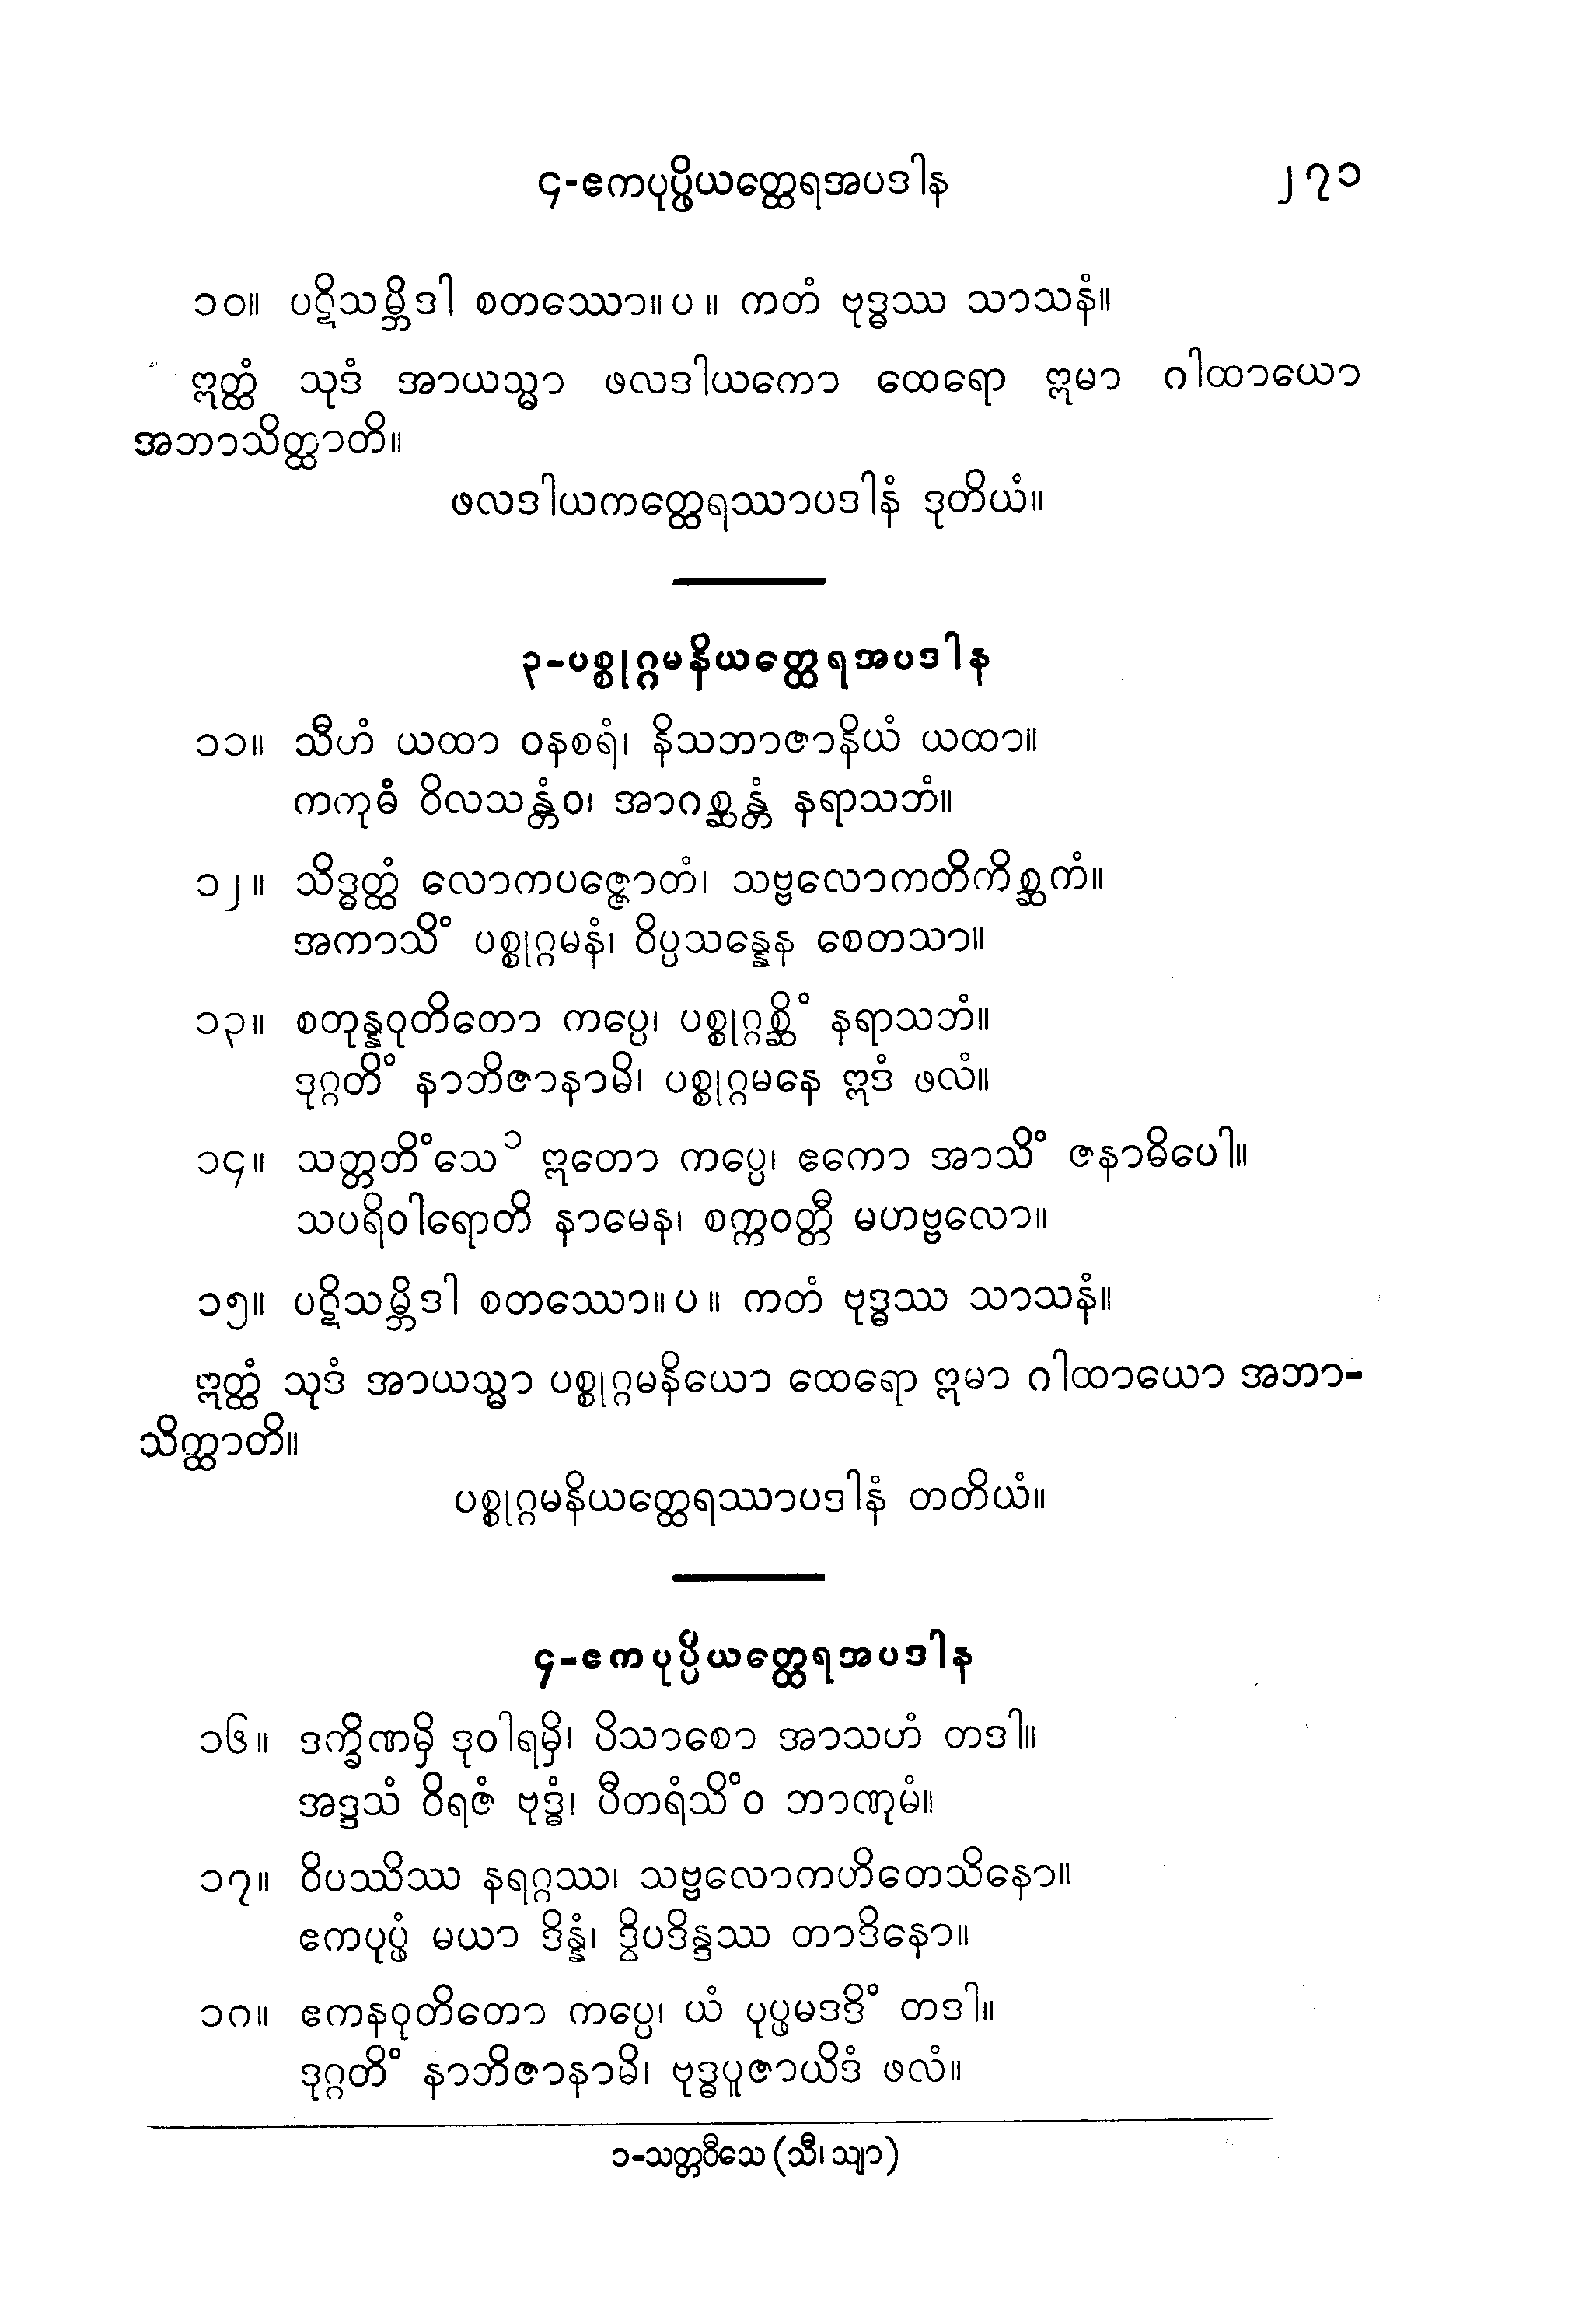 ၄-ဧကပုပ္ဖိယတ္ထေရအပဒါန ၂၇၁
၁၀။ ပဋိသမ္ဘိဒါ စတဿော။ပ။ ကတံ ဗုဒ္ဓဿ သာသနံ။
ဣတ္ထံ သုဒံ အာယသ္မာ ဖလဒါယကော ထေရော ဣမာ ဂါထာယော
အဘာသိတ္ထာတိ။
ဖလဒါယကတ္ထေရဿာပဒါနံ ဒုတိယံ။
၃-ပစ္စုဂ္ဂမနိယတ္ထေရအပဒါန
၁၁။ သီဟံ ယထာ ဝနစရံ၊ နိသဘာဇာနိယံ ယထာ။
ကကုဓံ ဝိလသန္တံဝ၊ အာဂစ္ဆန္တံ နရာသဘံ။
၁၂။ သိဒ္ဓတ္ထံ လောကပဇ္ဇောတံ၊ သဗ္ဗလောကတိကိစ္ဆကံ။
အကာသိံ ပစ္စုဂ္ဂမနံ၊ ဝိပ္ပသန္နေန စေတသာ။
၁၃။ စတုန္နဝုတိတော ကပ္ပေ၊ ပစ္စုဂ္ဂစ္ဆိံ နရာသဘံ။
ဒုဂ္ဂတိံ နာဘိဇာနာမိ၊ ပစ္စုဂ္ဂမနေ ဣဒံ ဖလံ။
၁၄။ သတ္တတိံသေ ၁ ဣတော ကပ္ပေ၊ ဧကော အာသိံ ဇနာဓိပေါ။
သပရိဝါရောတိ နာမေန၊ စက္ကဝတ္တီ မဟဗ္ဗလော။
၁၅။ ပဋိသမ္ဘိဒါ စတဿော။ပ။ ကတံ ဗုဒ္ဓဿ သာသနံ။
ဣတ္ထံ သုဒံ အာယသ္မာ ပစ္စုဂ္ဂမနိယော ထေရော ဣမာ ဂါထာယော အဘာ-
သိတ္ထာတိ။
ပစ္စုဂ္ဂမနိယတ္ထေရဿာပဒါနံ တတိယံ။
၄-ဧကပုပ္ပိယတ္ထေရအပဒါန
၁၆။ ဒက္ခိဏမှိ ဒုဝါရမှိ၊ ပိသာစော အာသဟံ တဒါ။
အဒ္ဒသံ ဝိရဇံ ဗုဒ္ဓံ၊ ပီတရံသိံဝ ဘာဏုမံ။
၁၇။ ဝိပဿိဿ နရဂ္ဂဿ၊ သဗ္ဗလောကဟိတေသိနော။
ဧကပုပ္ဖံ မယာ ဒိန္နံ၊ ဒွိပဒိန္ဒဿ တာဒိနော။
၁၈။ ဧကနဝုတိတော ကပ္ပေ၊ ယံ ပုပ္ဖမဒဒိံ တဒါ။
ဒုဂ္ဂတိံ နာဘိဇာနာမိ၊ ဗုဒ္ဓပူဇာယိဒံ ဖလံ။
၁-သတ္တဝီသေ (သီ၊ သျာ)